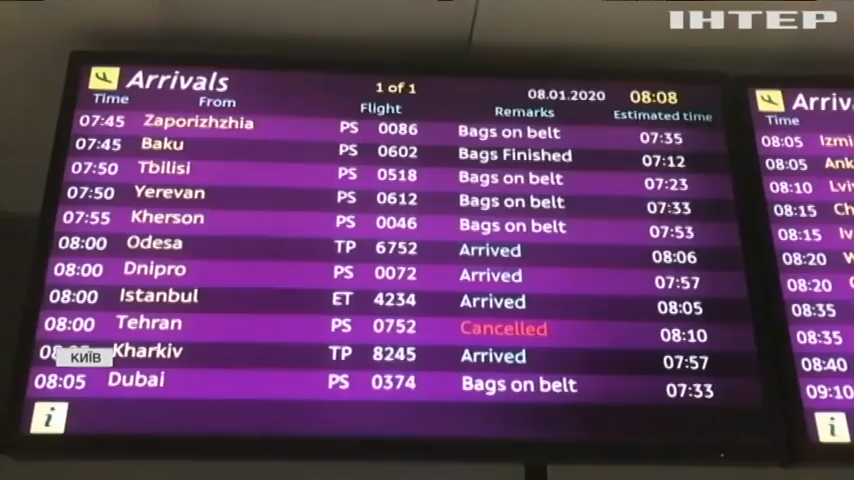 ІНТЕР
Arrivals 1 of 1 08.01.2020 08:08
Time From Flight Remarks Estimated time
07:45 Zaporizhzhia PS 0086 Bags on belt 07:35
07:45 Baku PS 0602 Bags Finished 07:12
07:50 Tbilisi PS 0518 Bags on belt 07:23
07:50 Yerevan PS 0612 Bags on belt 07:33
07:55 Kherson PS 0046 Bags on belt 07:53
08:00 Odesa TP 6752 Arrived 08:06
08:00 Dnipro PS 0072 Arrived 07:57
08:00 Istanbul ET 4234 Arrived 08:05
08:00 Tehran PS 0752 Cancelled 08:10
КИЇВ Kharkiv TP 8245 Arrived 07:57
08:05 Dubai PS 0374 Bags on belt 07:33
i
Time
08:05
08:05
08:10
08:15
08:15
08:20
08:20
08:35
08:35
08:40
09:10
i